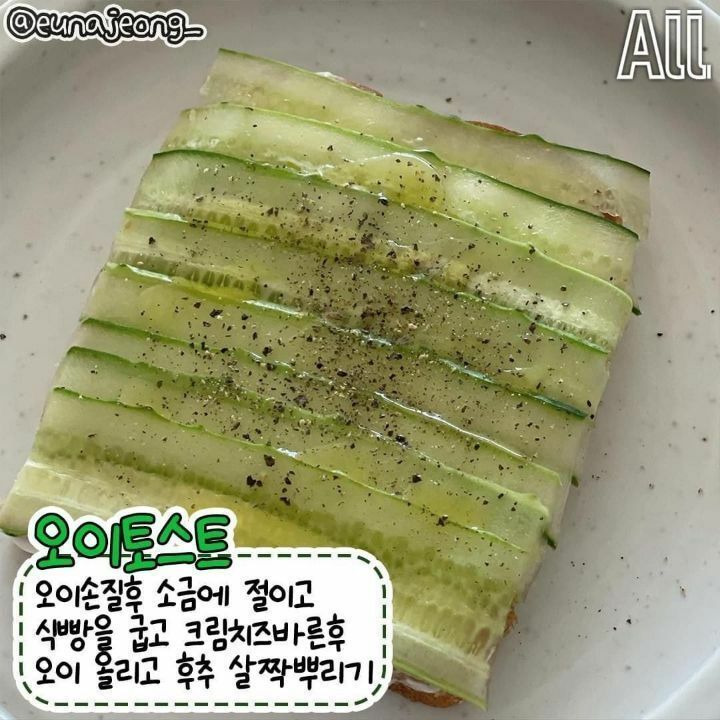 @eunajeong_
All
오이토스트
오이손질후 소금에 절이고
식빵을 굽고 크림치즈바른후
오이 올리고 후추 살짝뿌리기